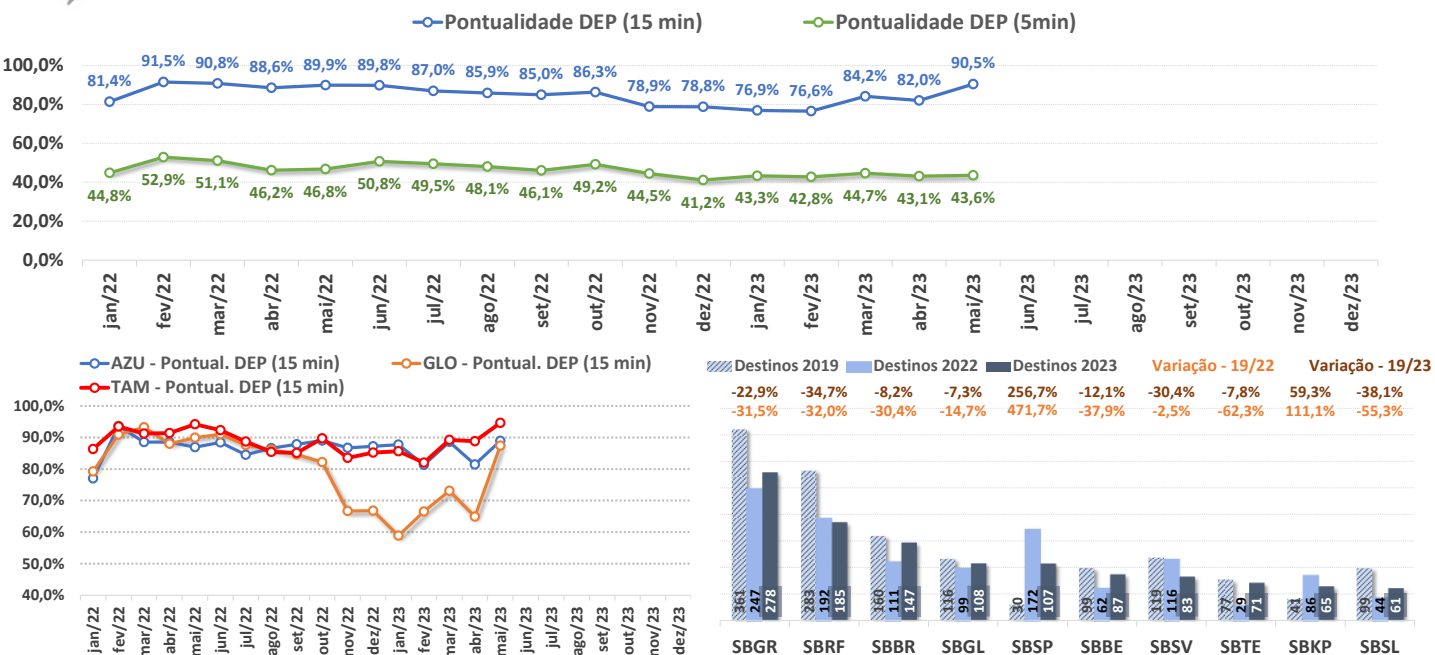 Pontualidade DEP (15 min) Pontualidade DEP (5min)
100,0%
80,0%
60,0%
40,0%
20,0%
0,0%
81,4% 91,5% 90,8% 88,6% 89,9% 89,8% 87,0% 85,9% 85,0% 86,3% 78,9% 78,8% 76,9% 76,6% 84,2% 82,0% 90,5%
44,8% 52,9% 51,1% 46,2% 46,8% 50,8% 49,5% 48,1% 46,1% 49,2% 44,5% 41,2% 43,3% 42,8% 44,7% 43,1% 43,6%
jan/22 fev/22 mar/22 abr/22 mai/22 jun/22 jul/22 ago/22 set/22 out/22 nov/22 dez/22 jan/23 fev/23 mar/23 abr/23 mai/23 jun/23 jul/23 ago/23 set/23 out/23 nov/23 dez/23
AZU - Pontual. DEP (15 min) GLO - Pontual. DEP (15 min)
TAM - Pontual. DEP (15 min)
100,0%
90,0%
80,0%
70,0%
60,0%
50,0%
40,0%
jan/22 fev/22 mar/22 abr/22 mai/22 jun/22 jul/22 ago/22 set/22 out/22 nov/22 dez/22 jan/23 fev/23 mar/23 abr/23 mai/23 jun/23 jul/23 ago/23 set/23 out/23 nov/23 dez/23
Destinos 2019 Destinos 2022 Destinos 2023 Variação - 19/22 Variação - 19/23
-22,9% -34,7% -8,2% -7,3% 256,7% -12,1% -30,4% -7,8% 59,3% -38,1%
-31,5% -32,0% -30,4% -14,7% 471,7% -37,9% -2,5% -62,3% 111,1% -55,3%
361 247 278 283 192 185 160 111 147 116 99 108 30 172 107 99 62 87 119 116 83 77 29 71 41 86 65 99 44 61
SBGR SBRF SBBR SBGL SBSP SBBE SBSV SBTE SBKP SBSL